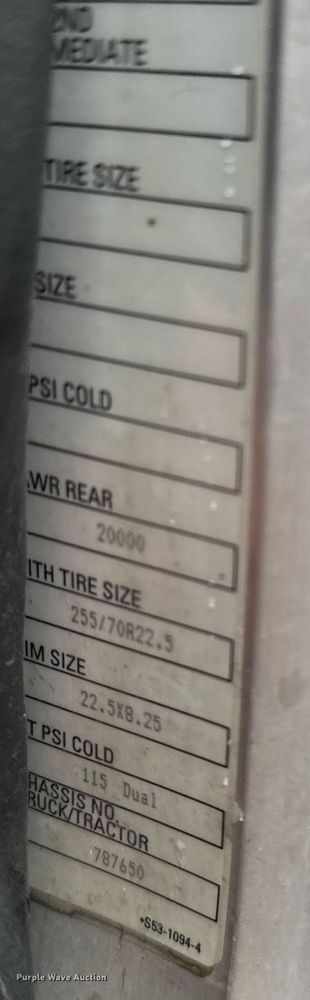 2ND
MEDIATE
TIRE SIZE
SIZE
PSI COLD
AWR REAR
20000
ITH TIRE SIZE
255/70R22.5
IM SIZE
22.5X8.25
T PSI COLD
115 Dual
HASSIS NO.
RUCK/TRACTOR
787650
•S53-1094-4
Purple Wave Auction